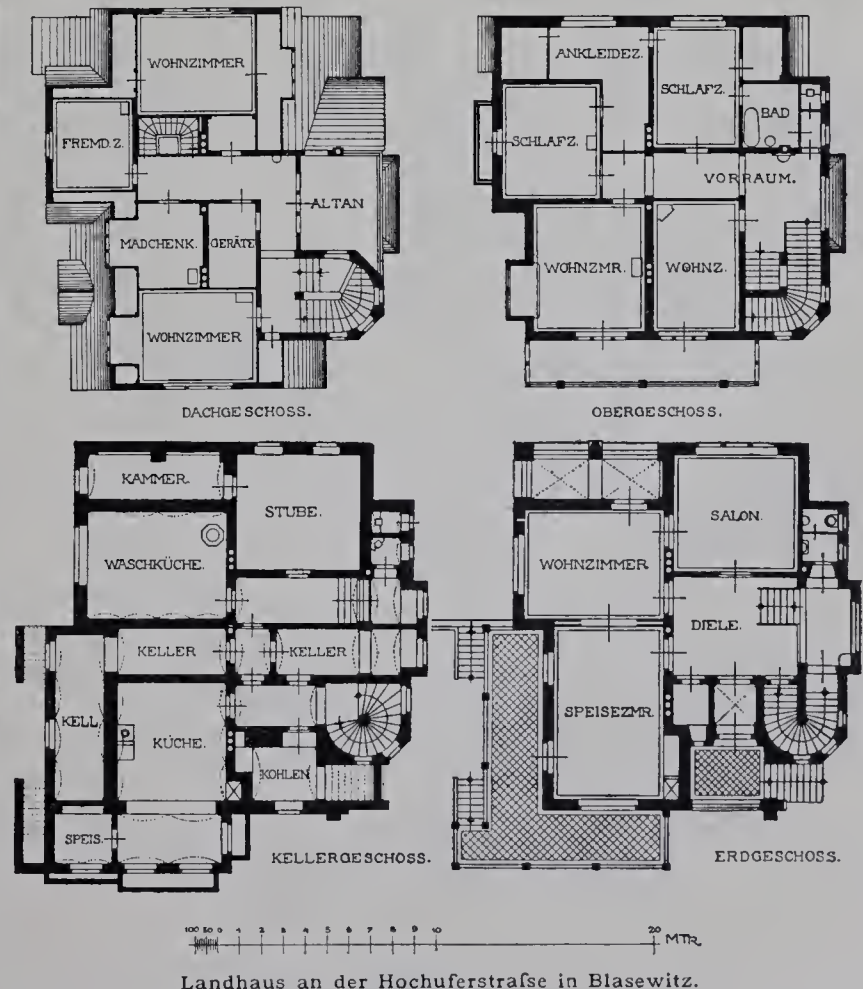 WOHNZIMMER
FREMD. Z.
ALTAN
MÄDCHENK.
GERÄTE
WOHNZIMMER
DACHGESCHOSS.
ANKLEIDEZ.
SCHLAFZ.
BAD
SCHLAFZ.
VORRAUM.
WOHNZMR.
WOHNZ.
OBERGESCHOSS.
KAMMER.
STUBE.
WASCHKÜCHE.
KELLER
KELLER
KELL
KÜCHE.
KOHLEN
SPEIS.
KELLERGESCHOSS.
SALON.
WOHNZIMMER
DIELE.
SPEISEZMR.
ERDGESCHOSS.
100 50 0 1 2 3 4 5 6 7 8 9 10 20 MTR.
Landhaus an der Hochuferstraſse in Blasewitz.